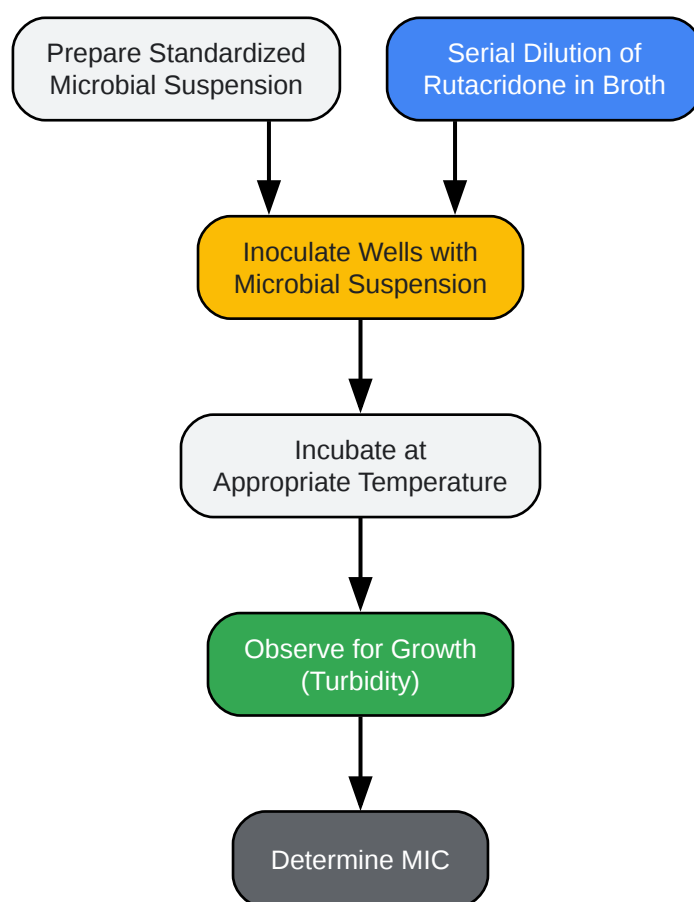 Prepare Standardized
Microbial Suspension
Serial Dilution of
Rutacridone in Broth
Inoculate Wells with
Microbial Suspension
Incubate at
Appropriate Temperature
Observe for Growth
(Turbidity)
Determine MIC